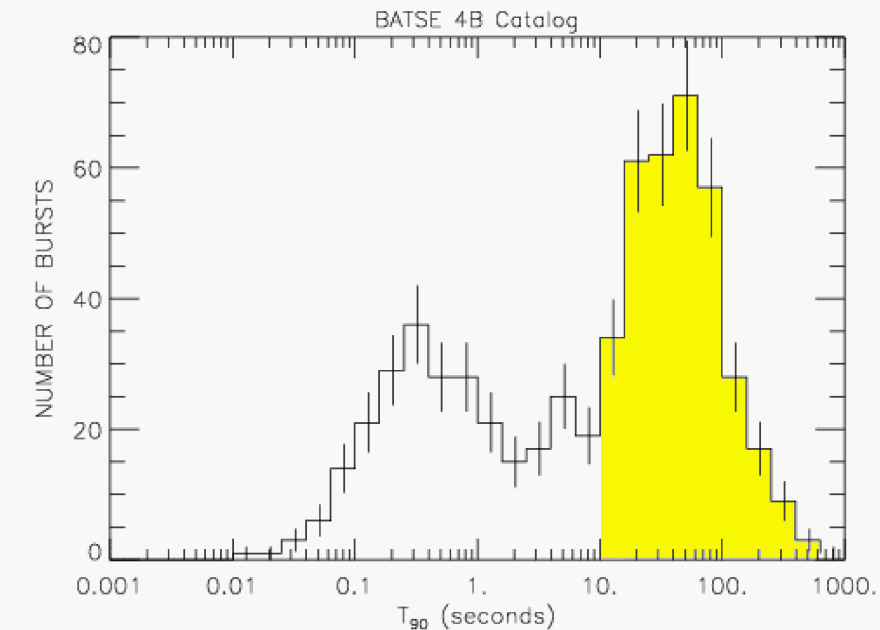 BATSE 4B Catalog
80
60
40
20
0
NUMBER OF BURSTS
0.001 0.01 0.1 1. 10. 100. 1000.
T90 (seconds)